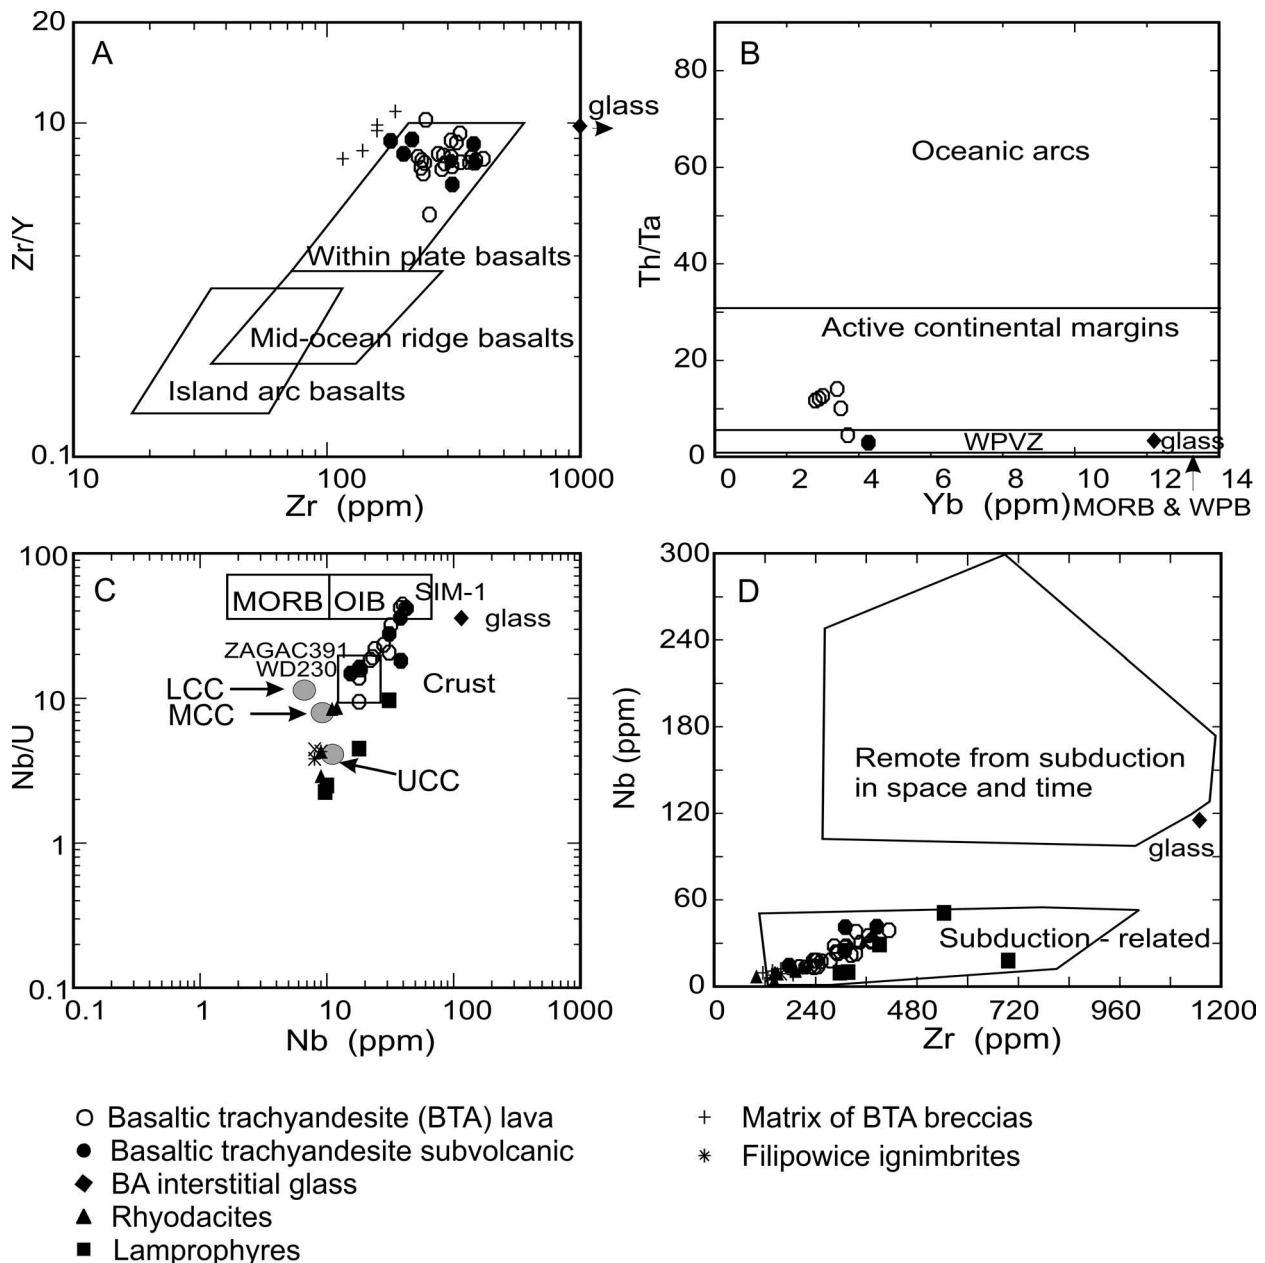 A
20
10
0.1
Zr/Y
glass
Within plate basalts
Mid-ocean ridge basalts
Island arc basalts
10 100 1000
Zr (ppm)
B
80
60
40
20
0
Th/Ta
Oceanic arcs
Active continental margins
WPVZ
glass
0 2 4 6 8 10 12 14
Yb (ppm)
MORB & WPB
C
100
10
1
0.1
Nb/U
MORB OIB SIM-1
glass
ZAGAC391
WD230
Crust
LCC
MCC
UCC
0.1 1 10 100 1000
Nb (ppm)
D
300
240
180
120
60
0
Nb (ppm)
Remote from subduction
in space and time
glass
Subduction - related
0 240 480 720 960 1200
Zr (ppm)
Basaltic trachyandesite (BTA) lava
Basaltic trachyandesite subvolcanic
BA interstitial glass
Rhyodacites
Lamprophyres
Matrix of BTA breccias
Filipowice ignimbrites